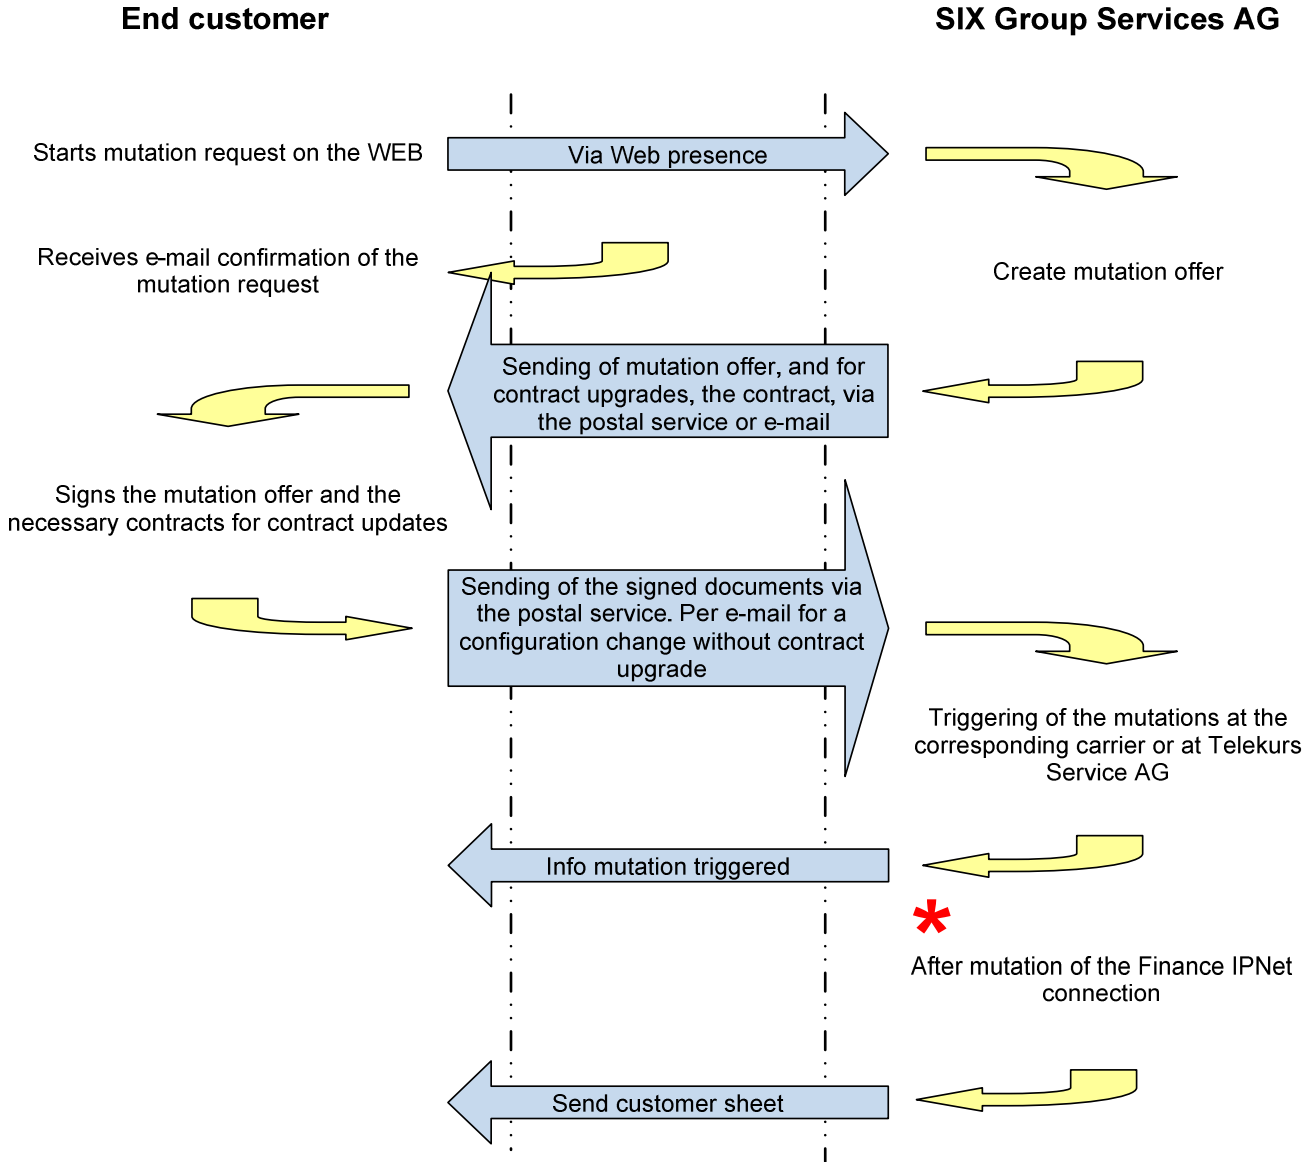 End customer
SIX Group Services AG
Starts mutation request on the WEB
Via Web presence
Receives e-mail confirmation of the
mutation request
Create mutation offer
Sending of mutation offer, and for
contract upgrades, the contract, via
the postal service or e-mail
Signs the mutation offer and the
necessary contracts for contract updates
Sending of the signed documents via
the postal service. Per e-mail for a
configuration change without contract
upgrade
Triggering of the mutations at the
corresponding carrier or at Telekurs
Service AG
Info mutation triggered
*
After mutation of the Finance IPNet
connection
Send customer sheet